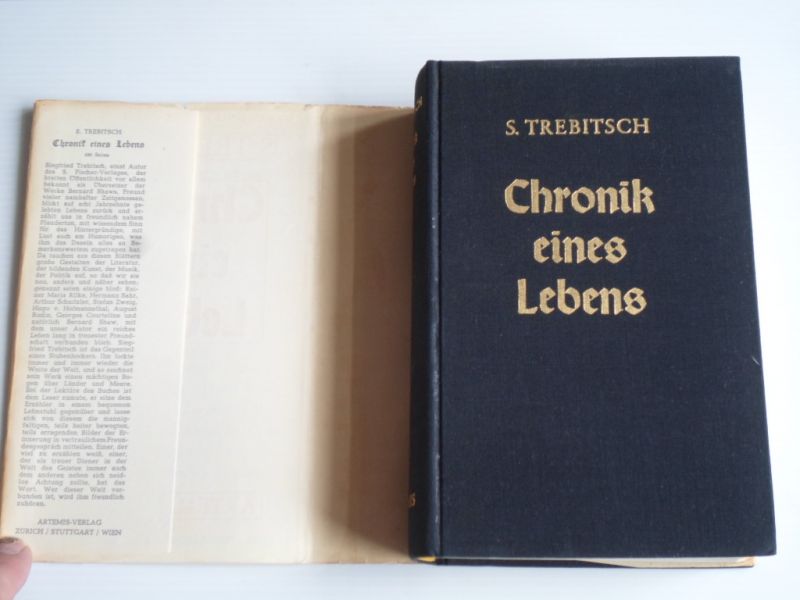 S. TREBITSCH
Chronik eines Lebens
Siegfried Trebitsch, einst Autor
des S. Fischer-Verlages, der
breiten Öffentlichkeit vor allem
bekannt als Übersetzer der
Werke Bernard Shaws, Freund
vieler namhafter Zeitgenossen,
blickt auf acht Jahrzehnte ge-
lebten Lebens zurück und er-
zählt uns in freundlich nahem
Plauderton, mit wissendem Sinn
für das Hintergründige, mit
Lust auch am Humorigen, was
ihm das Dasein alles an Be-
merkenswertem zugetragen hat.
Da tauchen aus diesen Blättern
große Gestalten der Literatur,
der bildenden Kunst, der Musik,
der Politik auf, so daß wir sie
neu, anders und näher sehen:
genannt seien einige bloß: Rai-
ner Maria Rilke, Hermann Bahr,
Arthur Schnitzler, Stefan Zweig,
Hugo v. Hofmannsthal, August
Rodin, Georges Courteline und
natürlich Bernard Shaw, mit
dem unser Autor ein reiches
Leben lang in treuester Freund-
schaft verbunden blieb. Sieg-
fried Trebitsch ist das Gegenteil
eines Stubenhockers. Ihn lockte
immer und immer wieder die
Weite der Welt, und so zeichnet
sein Werk einen mächtigen Bo-
gen über Länder und Meere.
Bei der Lektüre des Buches ist
dem Leser zumute, er sitze dem
Erzähler in einem bequemen
Lehnstuhl gegenüber und lasse
sich von diesem die mannig-
faltigen, teils heiter bewegten,
teils erregenden Bilder der Er-
innerung in vertraulichem Freun-
desgespräch mitteilen. Einer, der
viel zu erzählen weiß, einer,
der als treuer Diener in der
Welt des Geistes immer auch
dem anderen neben sich neid-
los Achtung zollte, hat das
Wort. Wer dieser Welt ver-
bunden ist, wird ihm freundlich
zuhören.
ARTEMIS-VERLAG
ZÜRICH / STUTTGART / WIEN
S. TREBITSCH
Chronik
eines
Lebens